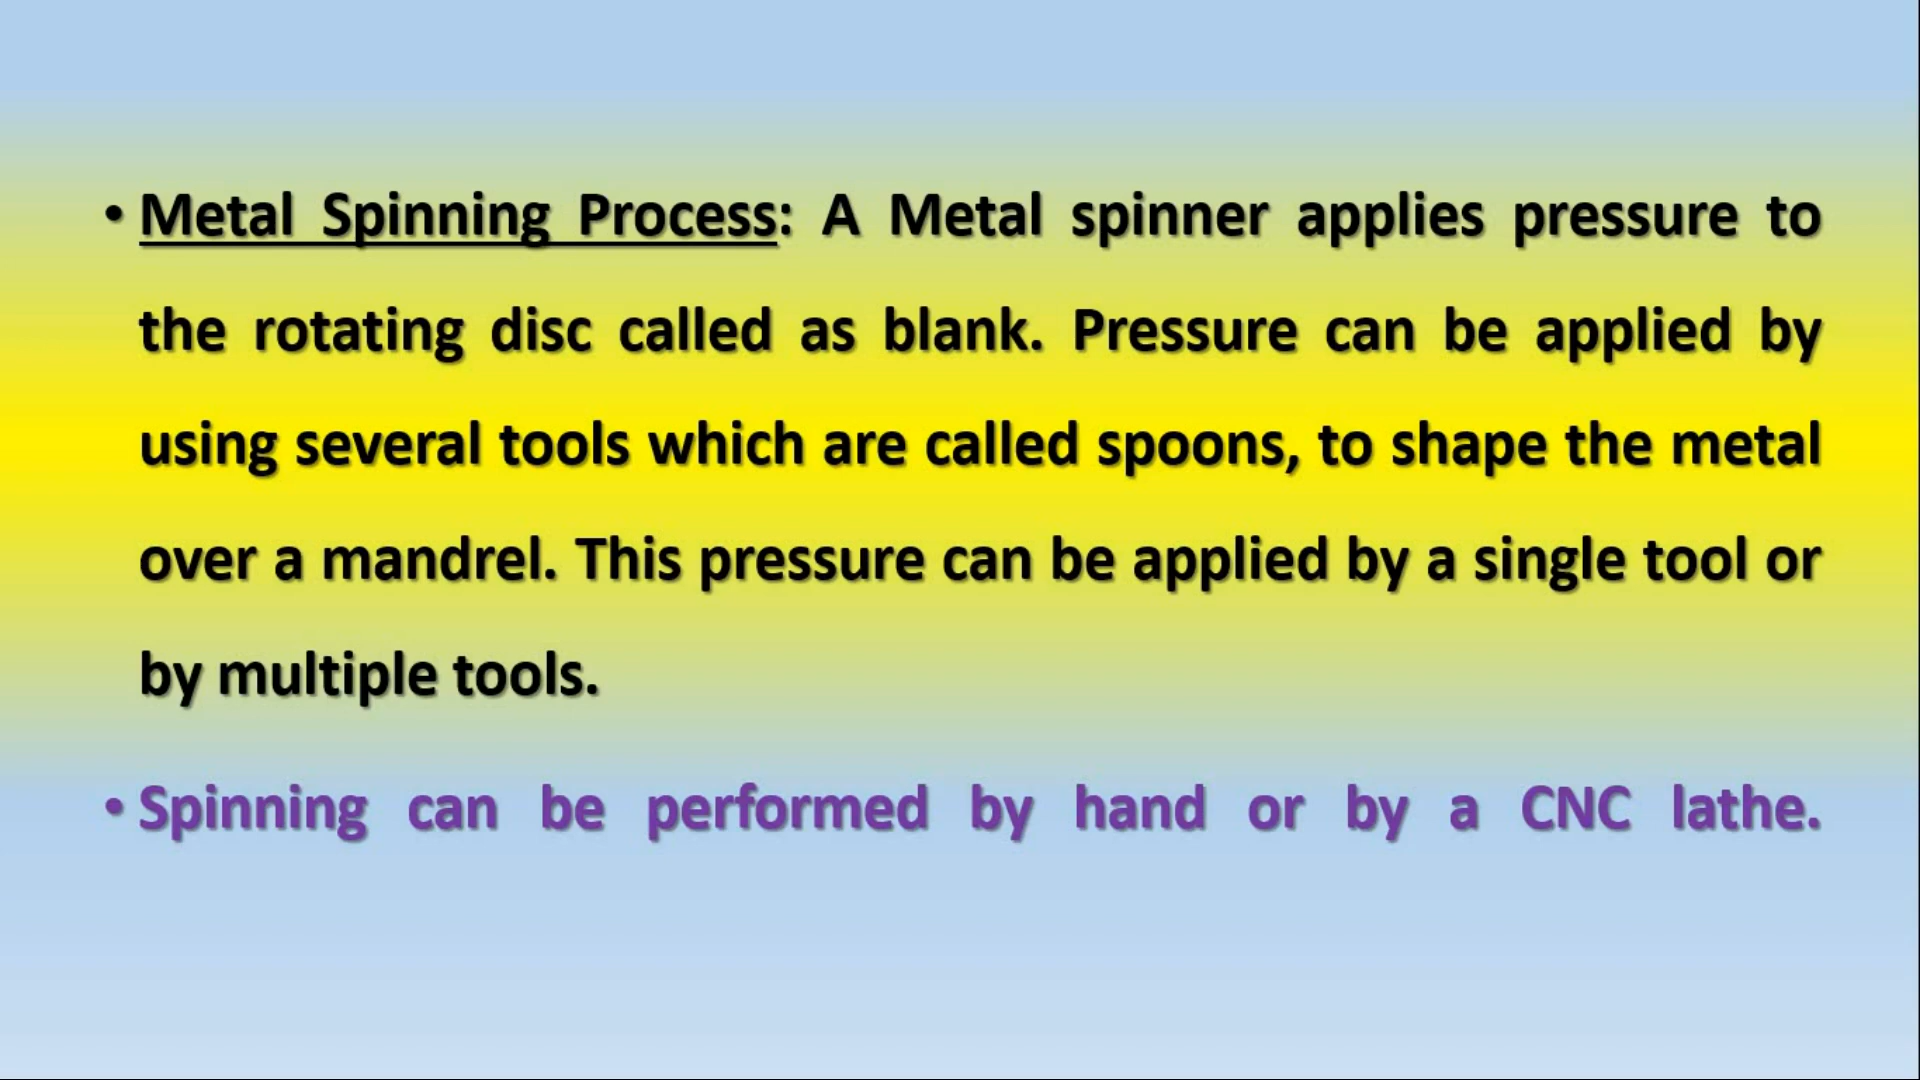 • Metal Spinning Process: A Metal spinner applies pressure to
the rotating disc called as blank. Pressure can be applied by
using several tools which are called spoons, to shape the metal
over a mandrel. This pressure can be applied by a single tool or
by multiple tools.
• Spinning can be performed by hand or by a CNC lathe.